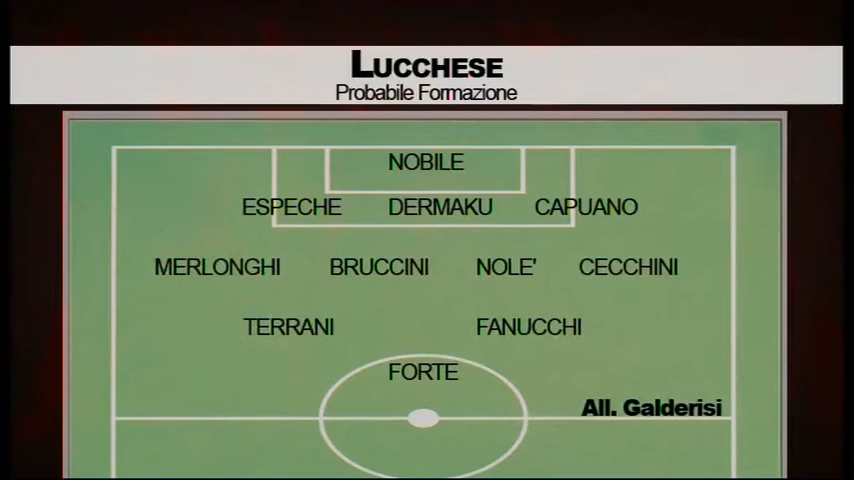 LUCCHESE
Probabile Formazione
NOBILE
ESPECHE DERMAKU CAPUANO
MERLONGHI BRUCCINI NOLE' CECCHINI
TERRANI FANUCCHI
FORTE
All. Galderisi